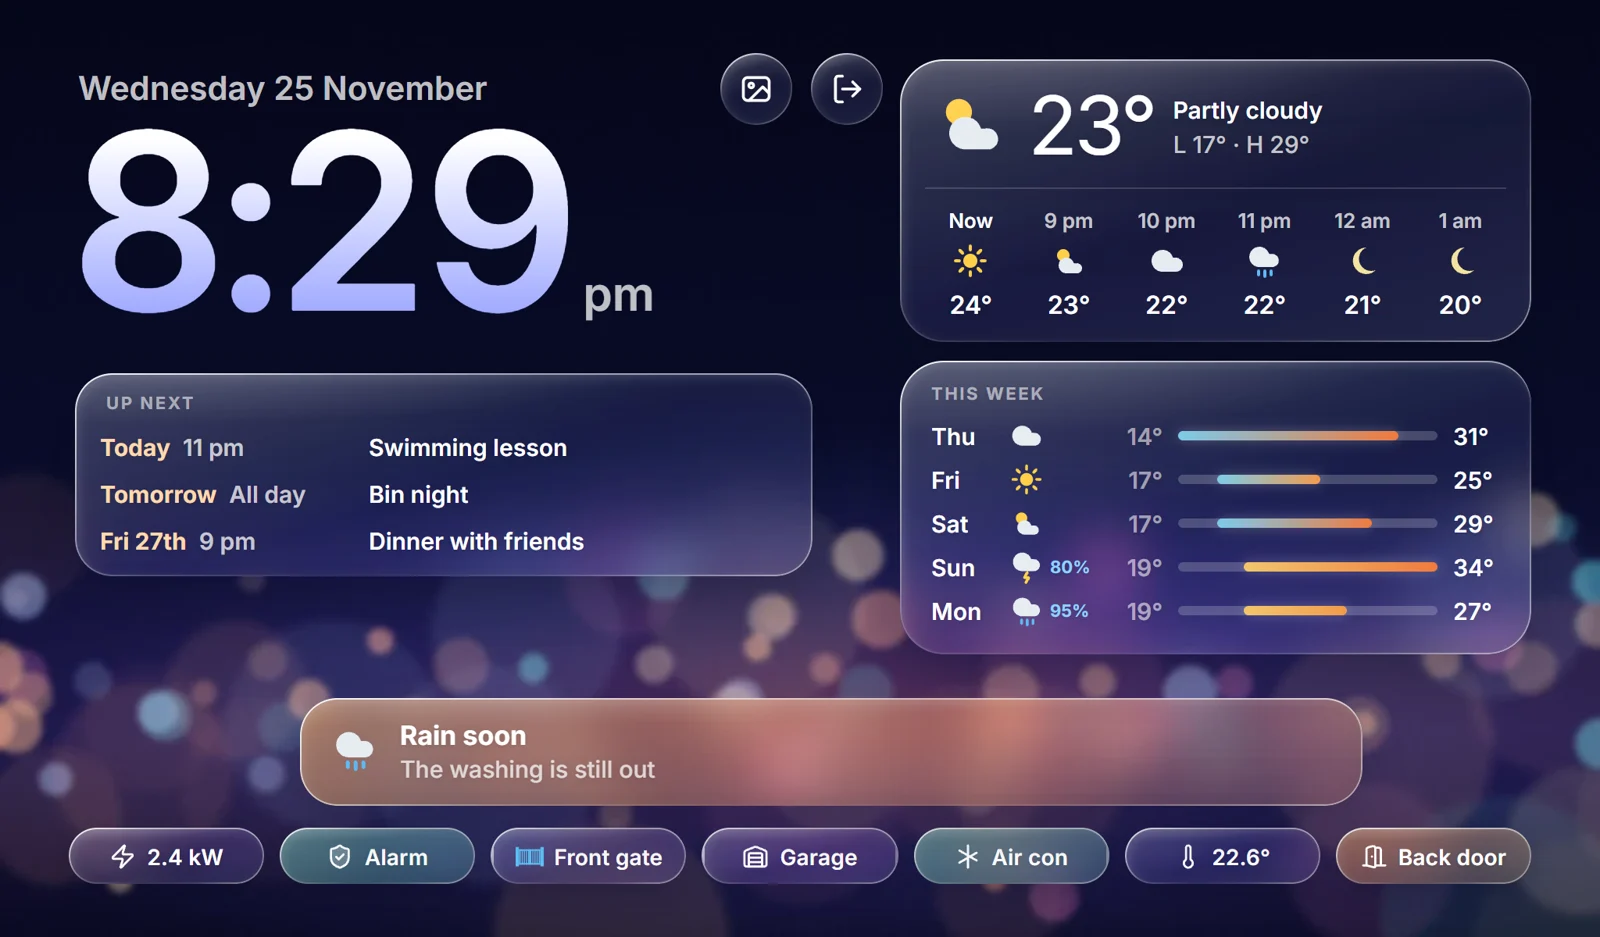 Wednesday 25 November
8:29 pm
23°
Partly cloudy
L 17° · H 29°
Now 9 pm 10 pm 11 pm 12 am 1 am
24° 23° 22° 22° 21° 20°
UP NEXT
Today 11 pm Swimming lesson
Tomorrow All day Bin night
Fri 27th 9 pm Dinner with friends
THIS WEEK
Thu 14° 31°
Fri 17° 25°
Sat 17° 29°
Sun 80% 19° 34°
Mon 95% 19° 27°
Rain soon
The washing is still out
2.4 kW Alarm Front gate Garage Air con 22.6° Back door